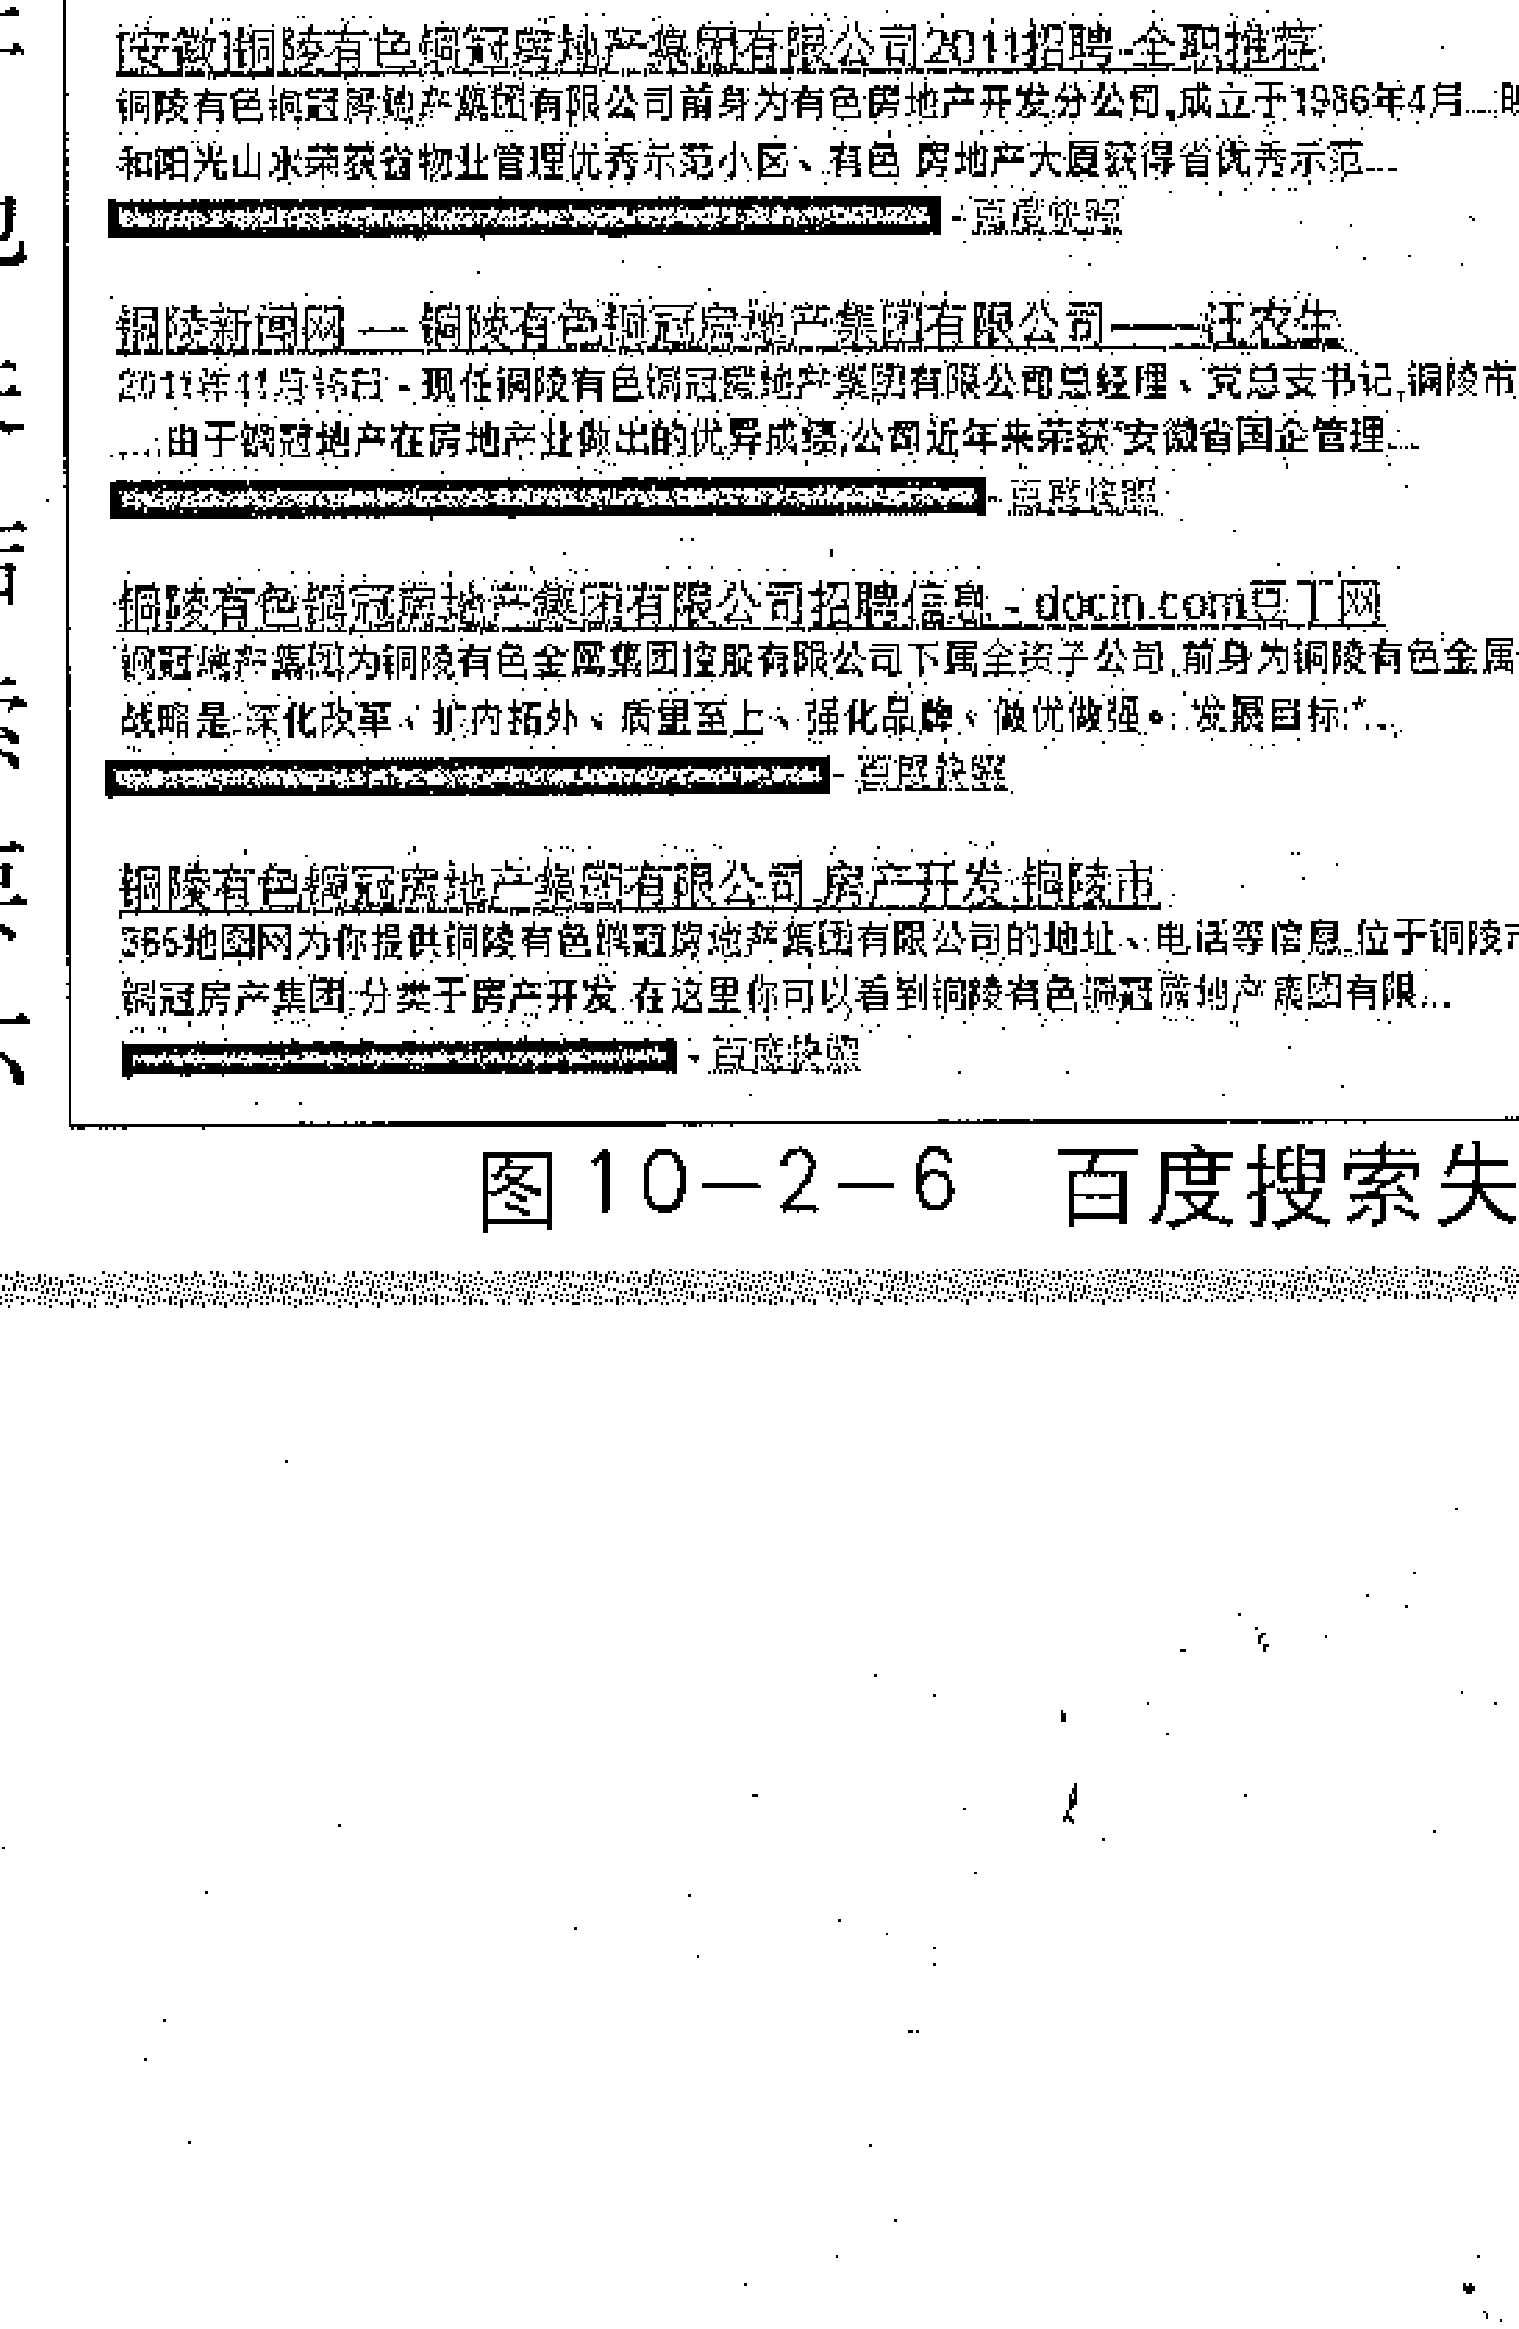 [安徽]铜陵有色铜冠房地产集团有限公司2011招聘-全职推荐
铜陵有色铜冠房地产集团有限公司前身为有色房地产开发分公司,成立于1986年4月...
和阳光山水荣获省物业管理优秀示范小区、有色 房地产大厦获得省优秀示范...
- 百度快照
铜陵新闻网 — 铜陵有色铜冠房地产集团有限公司——汪农生
2011年11月16日 - 现任铜陵有色铜冠房地产集团有限公司总经理、党总支书记,铜陵市
....由于铜冠地产在房地产业做出的优异成绩,公司近年来荣获"安徽省国企管理...
- 百度快照
铜陵有色铜冠房地产集团有限公司招聘信息 - docin.com豆丁网
铜冠地产集团为铜陵有色金属集团控股有限公司下属全资子公司,前身为铜陵有色金属
战略是:深化改革、扩内拓外、质量至上、强化品牌、做优做强。发展目标:"...
- 百度快照
铜陵有色铜冠房地产集团有限公司,房产开发,铜陵市
365地图网为你提供铜陵有色铜冠房地产集团有限公司的地址、电话等信息,位于铜陵市
铜冠房产集团,分类于房产开发,在这里你可以看到铜陵有色铜冠房地产集团有限...
- 百度快照
图10-2-6 百度搜索失